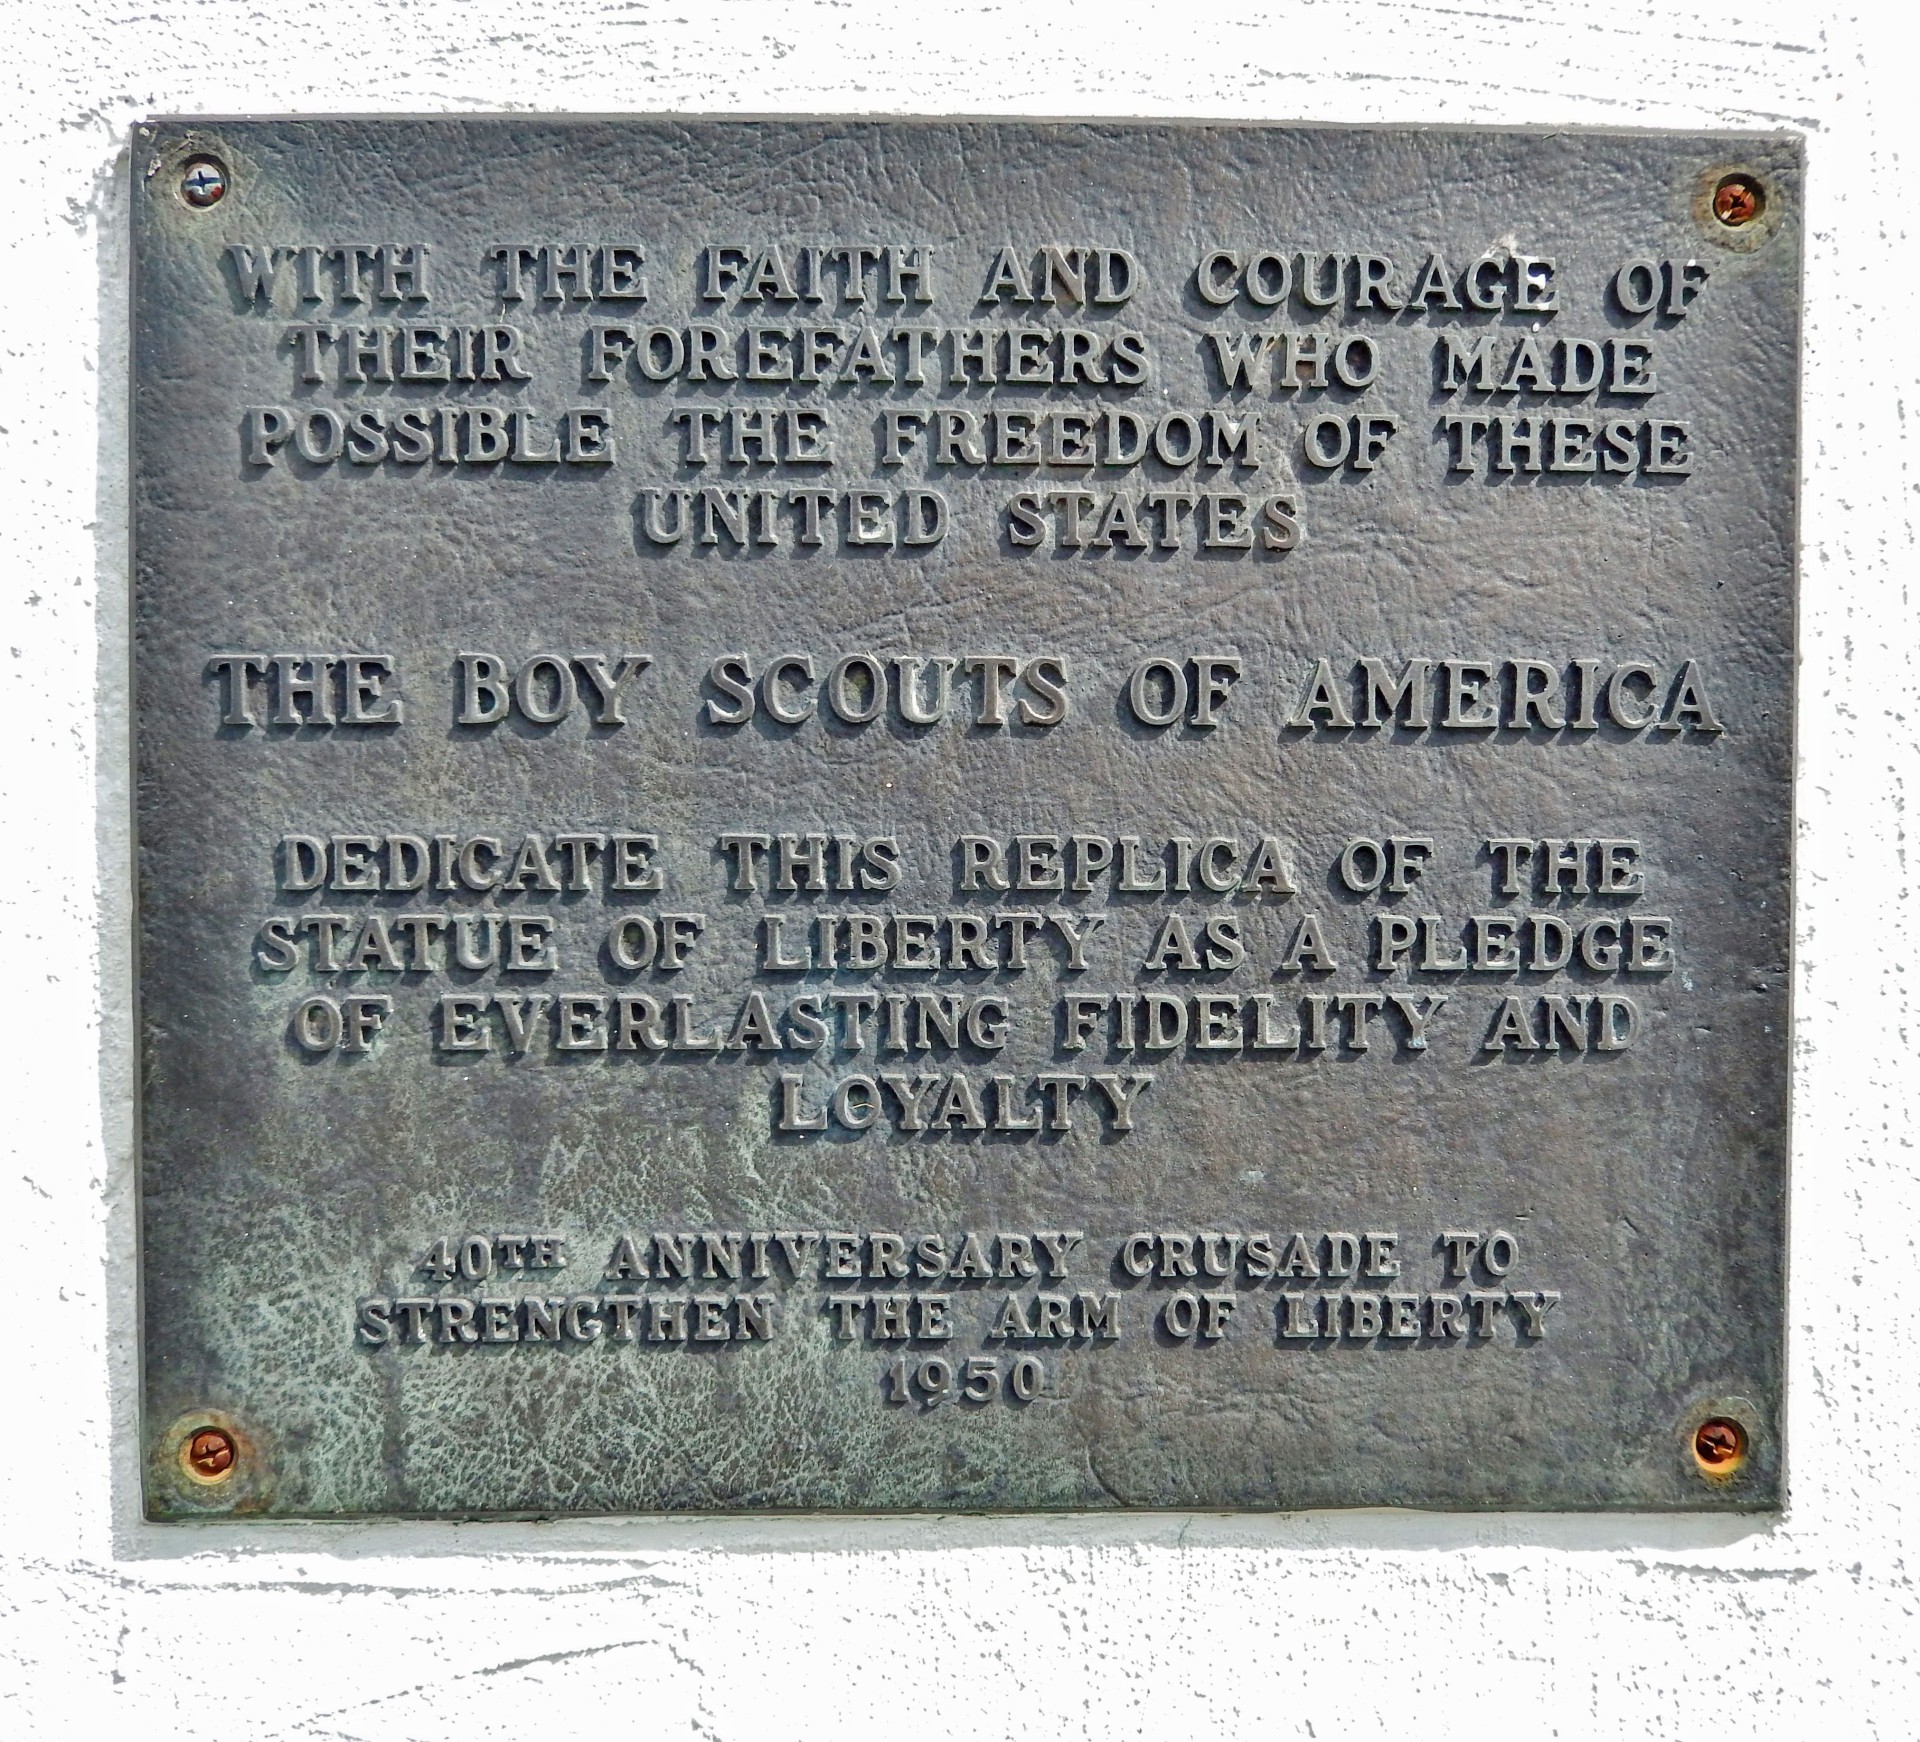 WITH THE FAITH AND COURAGE OF
THEIR FOREFATHERS WHO MADE
POSSIBLE THE FREEDOM OF THESE
UNITED STATES
THE BOY SCOUTS OF AMERICA
DEDICATE THIS REPLICA OF THE
STATUE OF LIBERTY AS A PLEDGE
OF EVERLASTING FIDELITY AND
LOYALTY
40TH ANNIVERSARY CRUSADE TO
STRENGTHEN THE ARM OF LIBERTY
1950